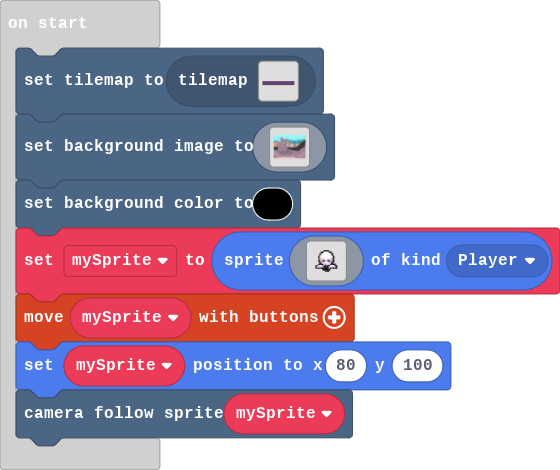 on start
set tilemap to tilemap
set background image to
set background color to
set mySprite to sprite of kind Player
move mySprite with buttons
set mySprite position to x 80 y 100
camera follow sprite mySprite